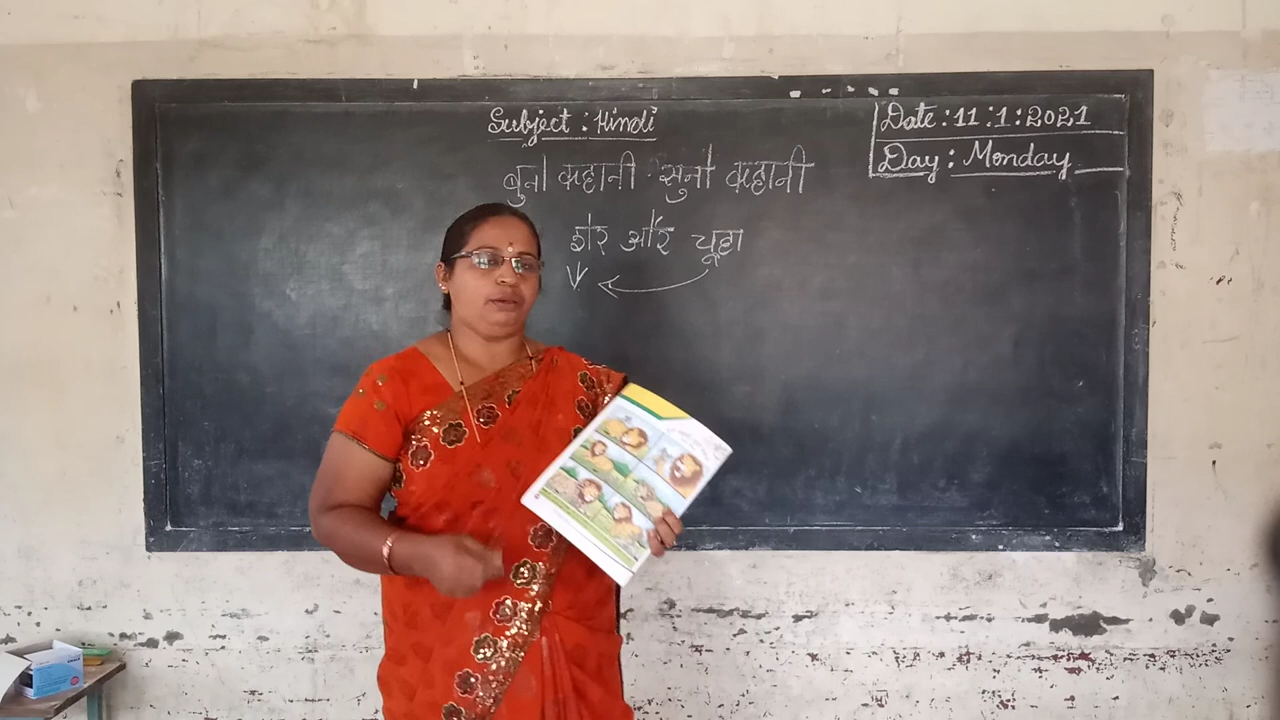 Subject : Hindi
Date : 11 : 1 : 2021
Day : Monday
बुनो कहानी सुनो कहानी
शेर और चूहा